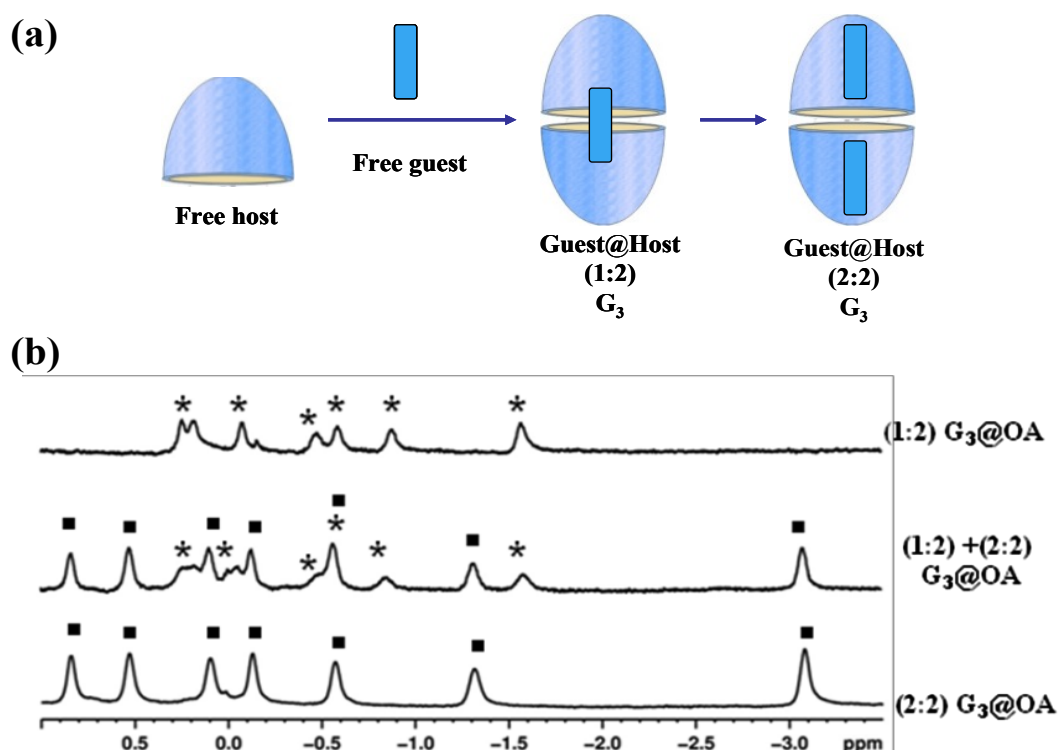 (a)
Free guest
Free host
Guest@Host
(1:2)
G₃
Guest@Host
(2:2)
G₃
(b)
* * * * * *
(1:2) G₃@OA
■ ■ ■ ■ ■ ■ ■
* * * * * *
(1:2) +(2:2)
G₃@OA
■ ■ ■ ■ ■ ■ ■
(2:2) G₃@OA
0.5 0.0 −0.5 −1.0 −1.5 −2.0 −2.5 −3.0 ppm